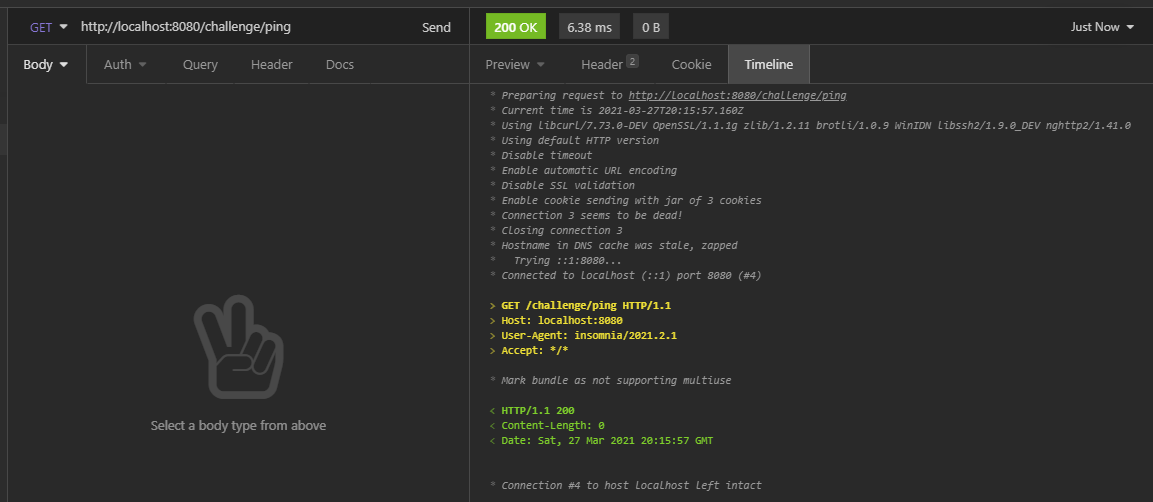 GET http://localhost:8080/challenge/ping Send
Body Auth Query Header Docs
Select a body type from above
200 OK 6.38 ms 0 B Just Now
Preview Header 2 Cookie Timeline
* Preparing request to http://localhost:8080/challenge/ping
* Current time is 2021-03-27T20:15:57.160Z
* Using libcurl/7.73.0-DEV OpenSSL/1.1.1g zlib/1.2.11 brotli/1.0.9 WinIDN libssh2/1.9.0_DEV nghttp2/1.41.0
* Using default HTTP version
* Disable timeout
* Enable automatic URL encoding
* Disable SSL validation
* Enable cookie sending with jar of 3 cookies
* Connection 3 seems to be dead!
* Closing connection 3
* Hostname in DNS cache was stale, zapped
*   Trying ::1:8080...
* Connected to localhost (::1) port 8080 (#4)
> GET /challenge/ping HTTP/1.1
> Host: localhost:8080
> User-Agent: insomnia/2021.2.1
> Accept: */*
* Mark bundle as not supporting multiuse
< HTTP/1.1 200
< Content-Length: 0
< Date: Sat, 27 Mar 2021 20:15:57 GMT
* Connection #4 to host localhost left intact